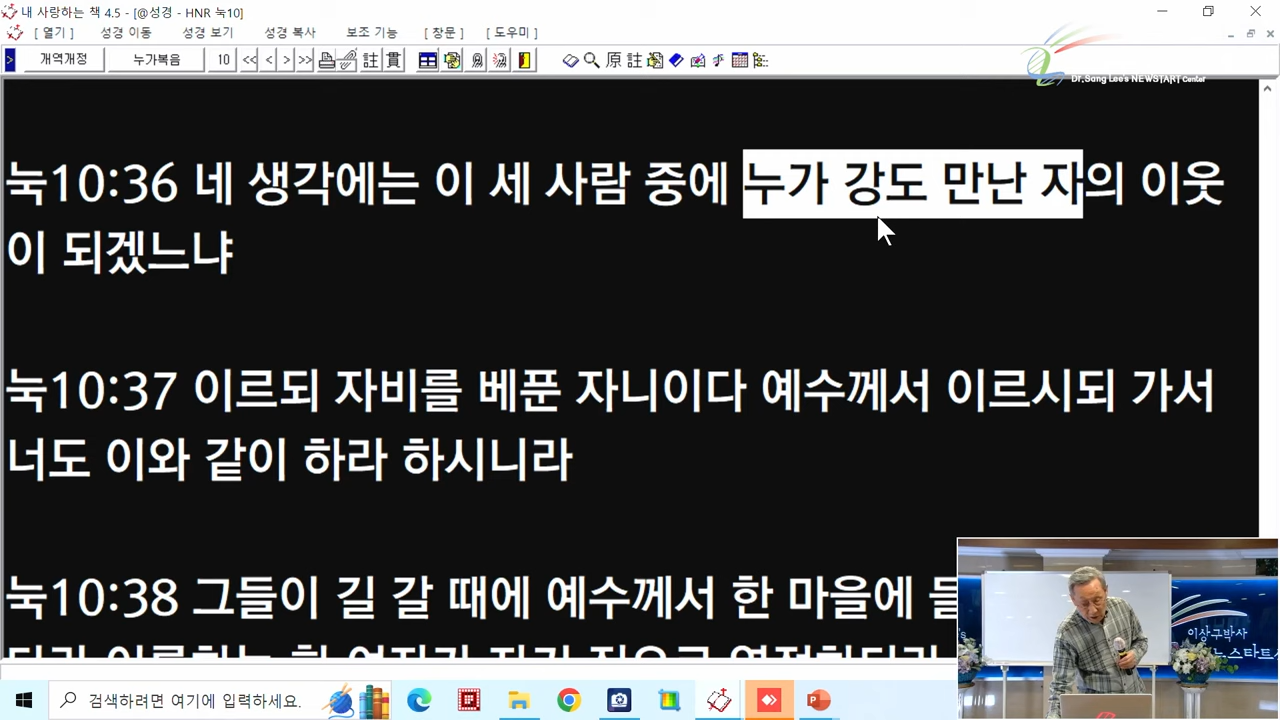 내 사랑하는 책 4.5 - [@성경 - HNR 눅10]
[ 열기 ] 성경 이동 성경 보기 성경 복사 보조 기능 [ 창문 ] [ 도우미 ]
개역개정 누가복음 10 << < > >> 註 貫 原 註
Dr.Sang Lee's NEWSTART Center
눅10:36 네 생각에는 이 세 사람 중에 누가 강도 만난 자의 이웃
이 되겠느냐
눅10:37 이르되 자비를 베푼 자니이다 예수께서 이르시되 가서
너도 이와 같이 하라 하시니라
눅10:38 그들이 길 갈 때에 예수께서 한 마을에
이상구박사
뉴스타트
검색하려면 여기에 입력하세요.